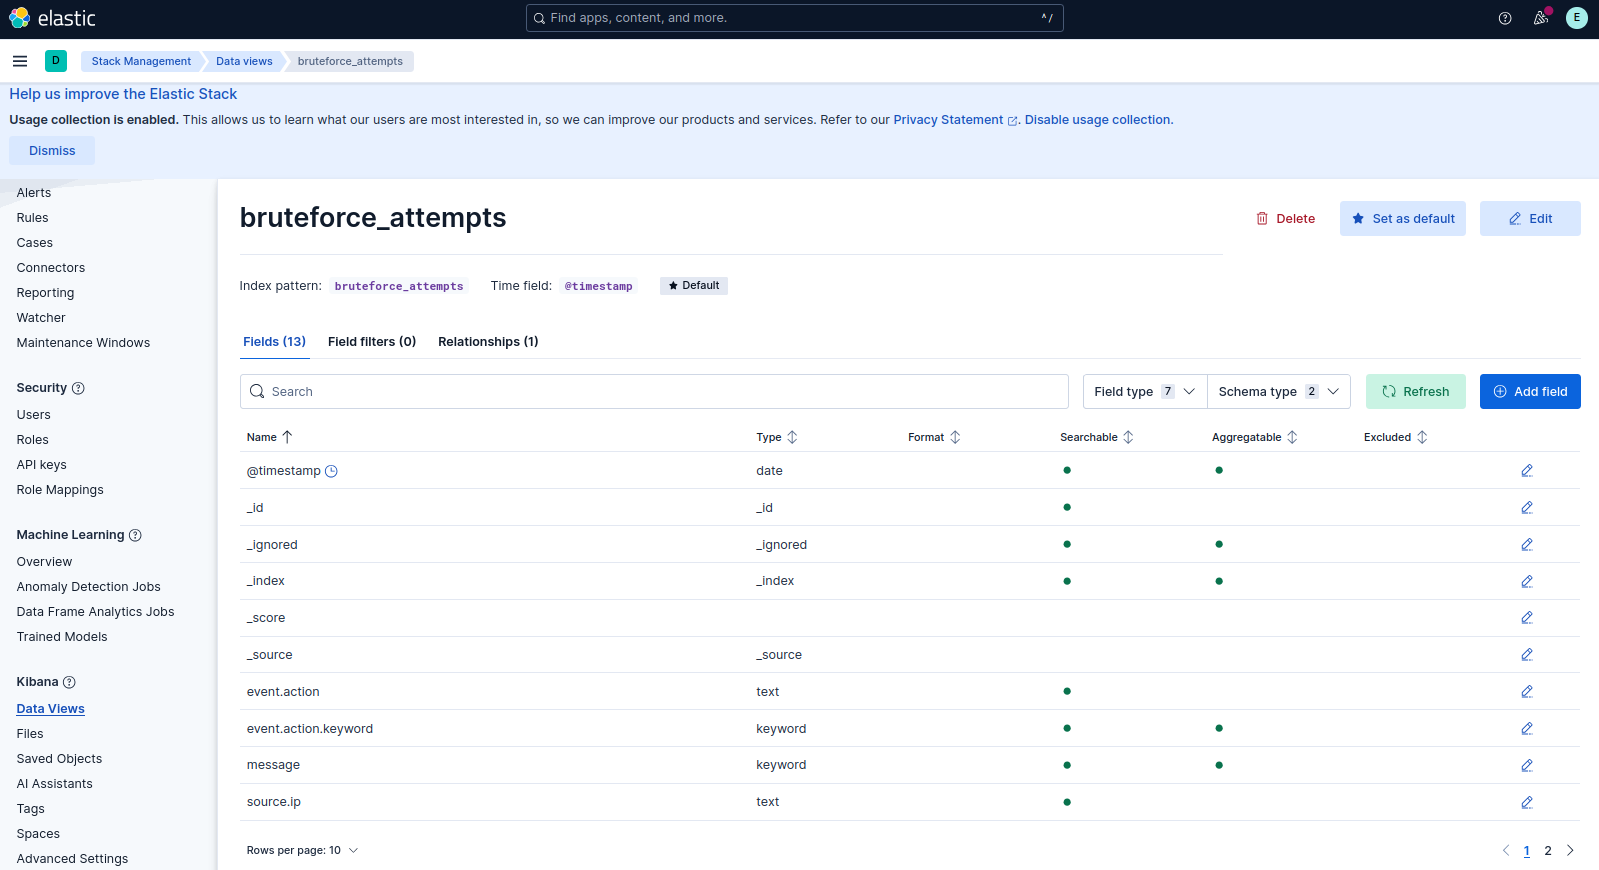 elastic
Find apps, content, and more.
^/
E
D
Stack Management
Data views
bruteforce_attempts
Help us improve the Elastic Stack
Usage collection is enabled. This allows us to learn what our users are most interested in, so we can improve our products and services. Refer to our Privacy Statement. Disable usage collection.
Dismiss
Alerts
Rules
Cases
Connectors
Reporting
Watcher
Maintenance Windows
Security
Users
Roles
API keys
Role Mappings
Machine Learning
Overview
Anomaly Detection Jobs
Data Frame Analytics Jobs
Trained Models
Kibana
Data Views
Files
Saved Objects
AI Assistants
Tags
Spaces
Advanced Settings
bruteforce_attempts
Delete
Set as default
Edit
Index pattern: bruteforce_attempts Time field: @timestamp Default
Fields (13) Field filters (0) Relationships (1)
Search
Field type 7
Schema type 2
Refresh
Add field
Name Type Format Searchable Aggregatable Excluded
@timestamp date
_id _id
_ignored _ignored
_index _index
_score
_source _source
event.action text
event.action.keyword keyword
message keyword
source.ip text
Rows per page: 10
1 2